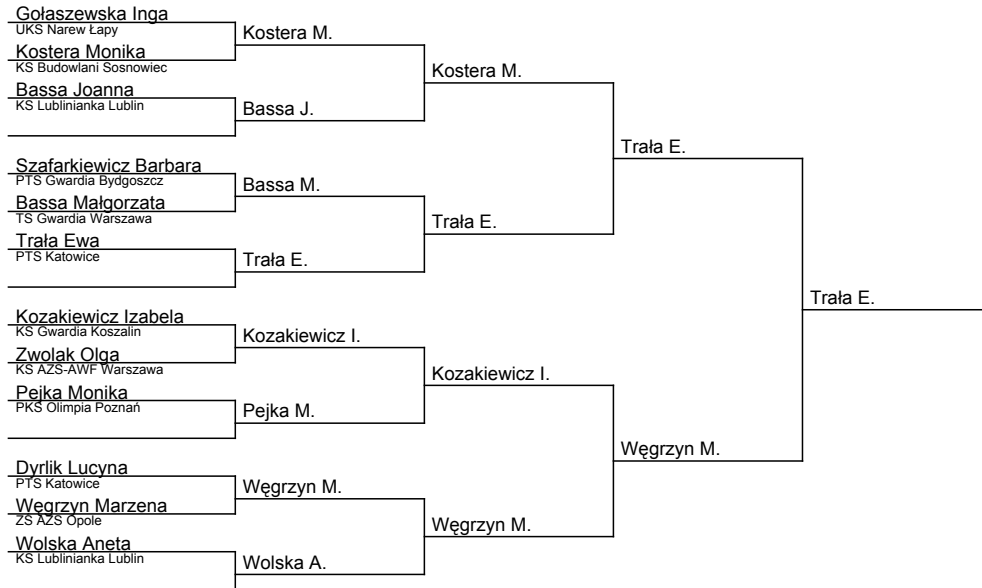 Gołaszewska Inga
UKS Narew Łapy
Kostera Monika
KS Budowlani Sosnowiec
Bassa Joanna
KS Lublinianka Lublin
Szafarkiewicz Barbara
PTS Gwardia Bydgoszcz
Bassa Małgorzata
TS Gwardia Warszawa
Trała Ewa
PTS Katowice
Kozakiewicz Izabela
KS Gwardia Koszalin
Zwolak Olga
KS AZS-AWF Warszawa
Pejka Monika
PKS Olimpia Poznań
Dyrlik Lucyna
PTS Katowice
Węgrzyn Marzena
ZS AZS Opole
Wolska Aneta
KS Lublinianka Lublin
Kostera M.
Bassa J.
Bassa M.
Trała E.
Kozakiewicz I.
Pejka M.
Węgrzyn M.
Wolska A.
Kostera M.
Trała E.
Kozakiewicz I.
Węgrzyn M.
Trała E.
Węgrzyn M.
Trała E.